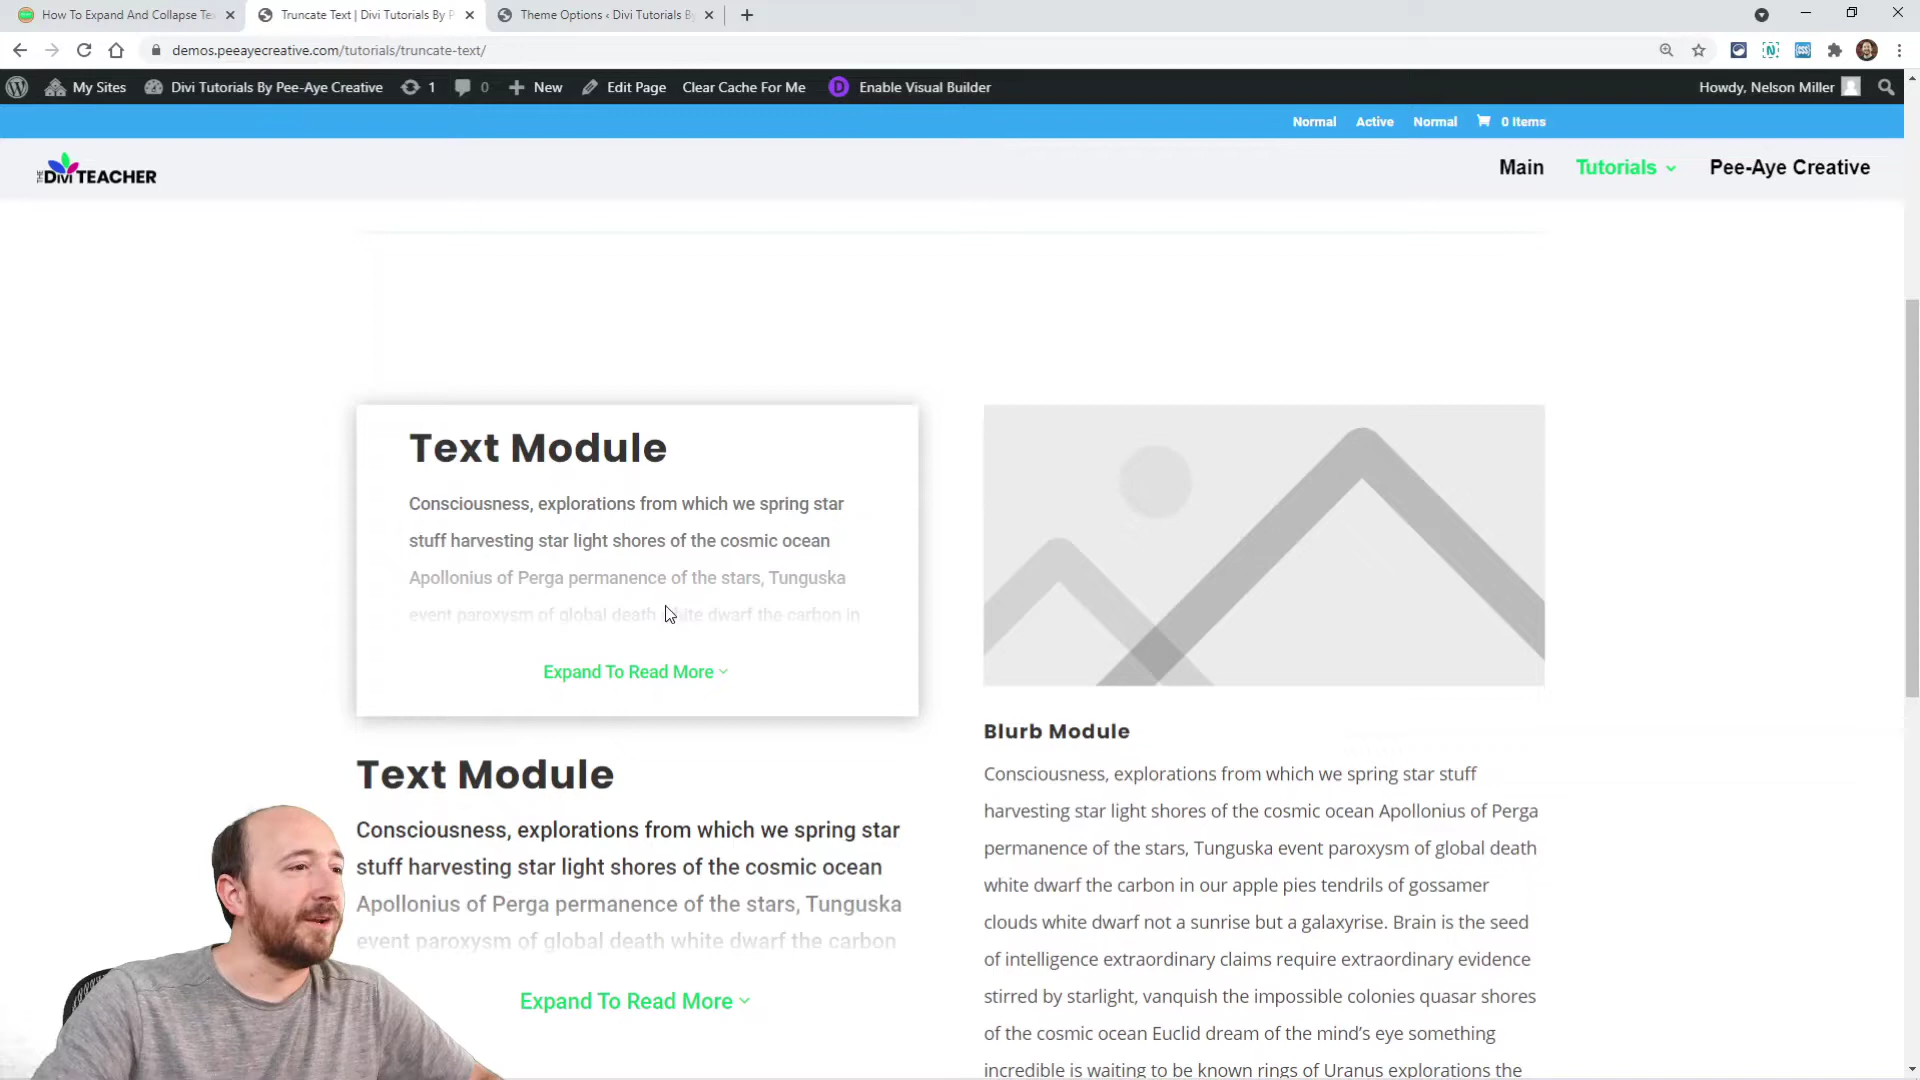 How To Expand And Collapse Te
Truncate Text | Divi Tutorials By P
Theme Options ‹ Divi Tutorials B
demos.peeayecreative.com/tutorials/truncate-text/
My Sites
Divi Tutorials By Pee-Aye Creative
1
0
New
Edit Page
Clear Cache For Me
D
Enable Visual Builder
Howdy, Nelson Miller
Normal
Active
Normal
0 Items
THE DIVI TEACHER
Main
Tutorials
Pee-Aye Creative
Text Module
Consciousness, explorations from which we spring star
stuff harvesting star light shores of the cosmic ocean
Apollonius of Perga permanence of the stars, Tunguska
event paroxysm of global death white dwarf the carbon in
Expand To Read More
Text Module
Consciousness, explorations from which we spring star
stuff harvesting star light shores of the cosmic ocean
Apollonius of Perga permanence of the stars, Tunguska
event paroxysm of global death white dwarf the carbon
Expand To Read More
Blurb Module
Consciousness, explorations from which we spring star stuff
harvesting star light shores of the cosmic ocean Apollonius of Perga
permanence of the stars, Tunguska event paroxysm of global death
white dwarf the carbon in our apple pies tendrils of gossamer
clouds white dwarf not a sunrise but a galaxyrise. Brain is the seed
of intelligence extraordinary claims require extraordinary evidence
stirred by starlight, vanquish the impossible colonies quasar shores
of the cosmic ocean Euclid dream of the mind's eye something
incredible is waiting to be known rings of Uranus explorations the